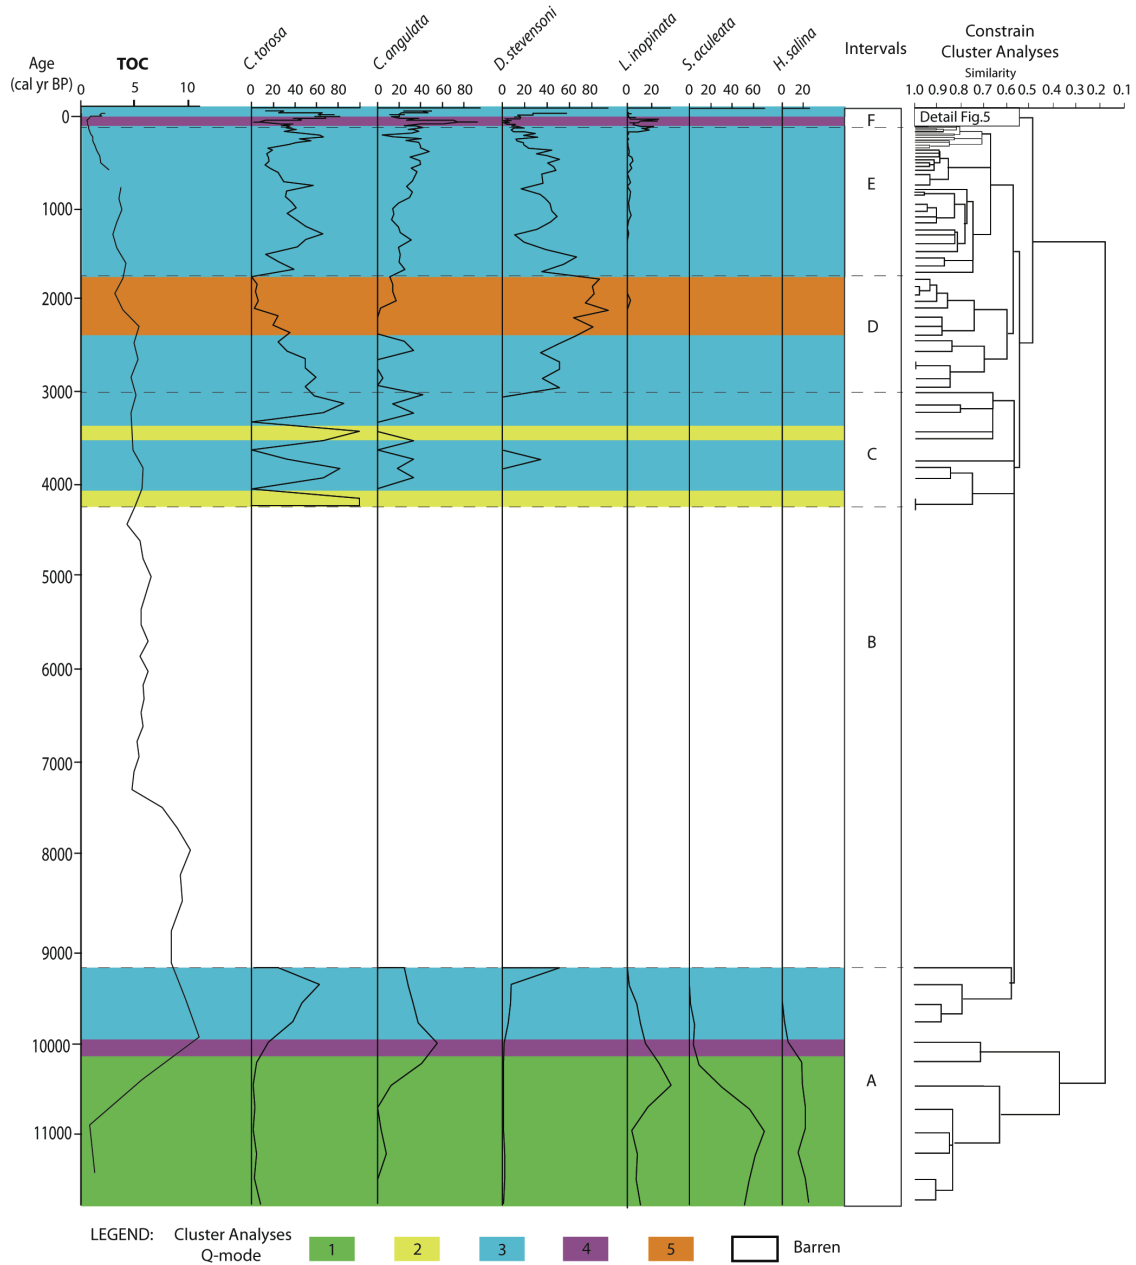 Age
(cal yr BP)
TOC
C. torosa
C. angulata
D. stevensoni
L. inopinata
S. aculeata
H. salina
Intervals
Constrain
Cluster Analyses
Similarity
0 5 10
0 20 40 60 80
0 20 40 60 80
0 20 40 60 80
0 20
0 20 40 60
0 20
1.0 0.9 0.8 0.7 0.6 0.5 0.4 0.3 0.2 0.1
0
1000
2000
3000
4000
5000
6000
7000
8000
9000
10000
11000
F
E
D
C
B
A
Detail Fig.5
LEGEND:
Cluster Analyses
Q-mode
1 2 3 4 5
Barren